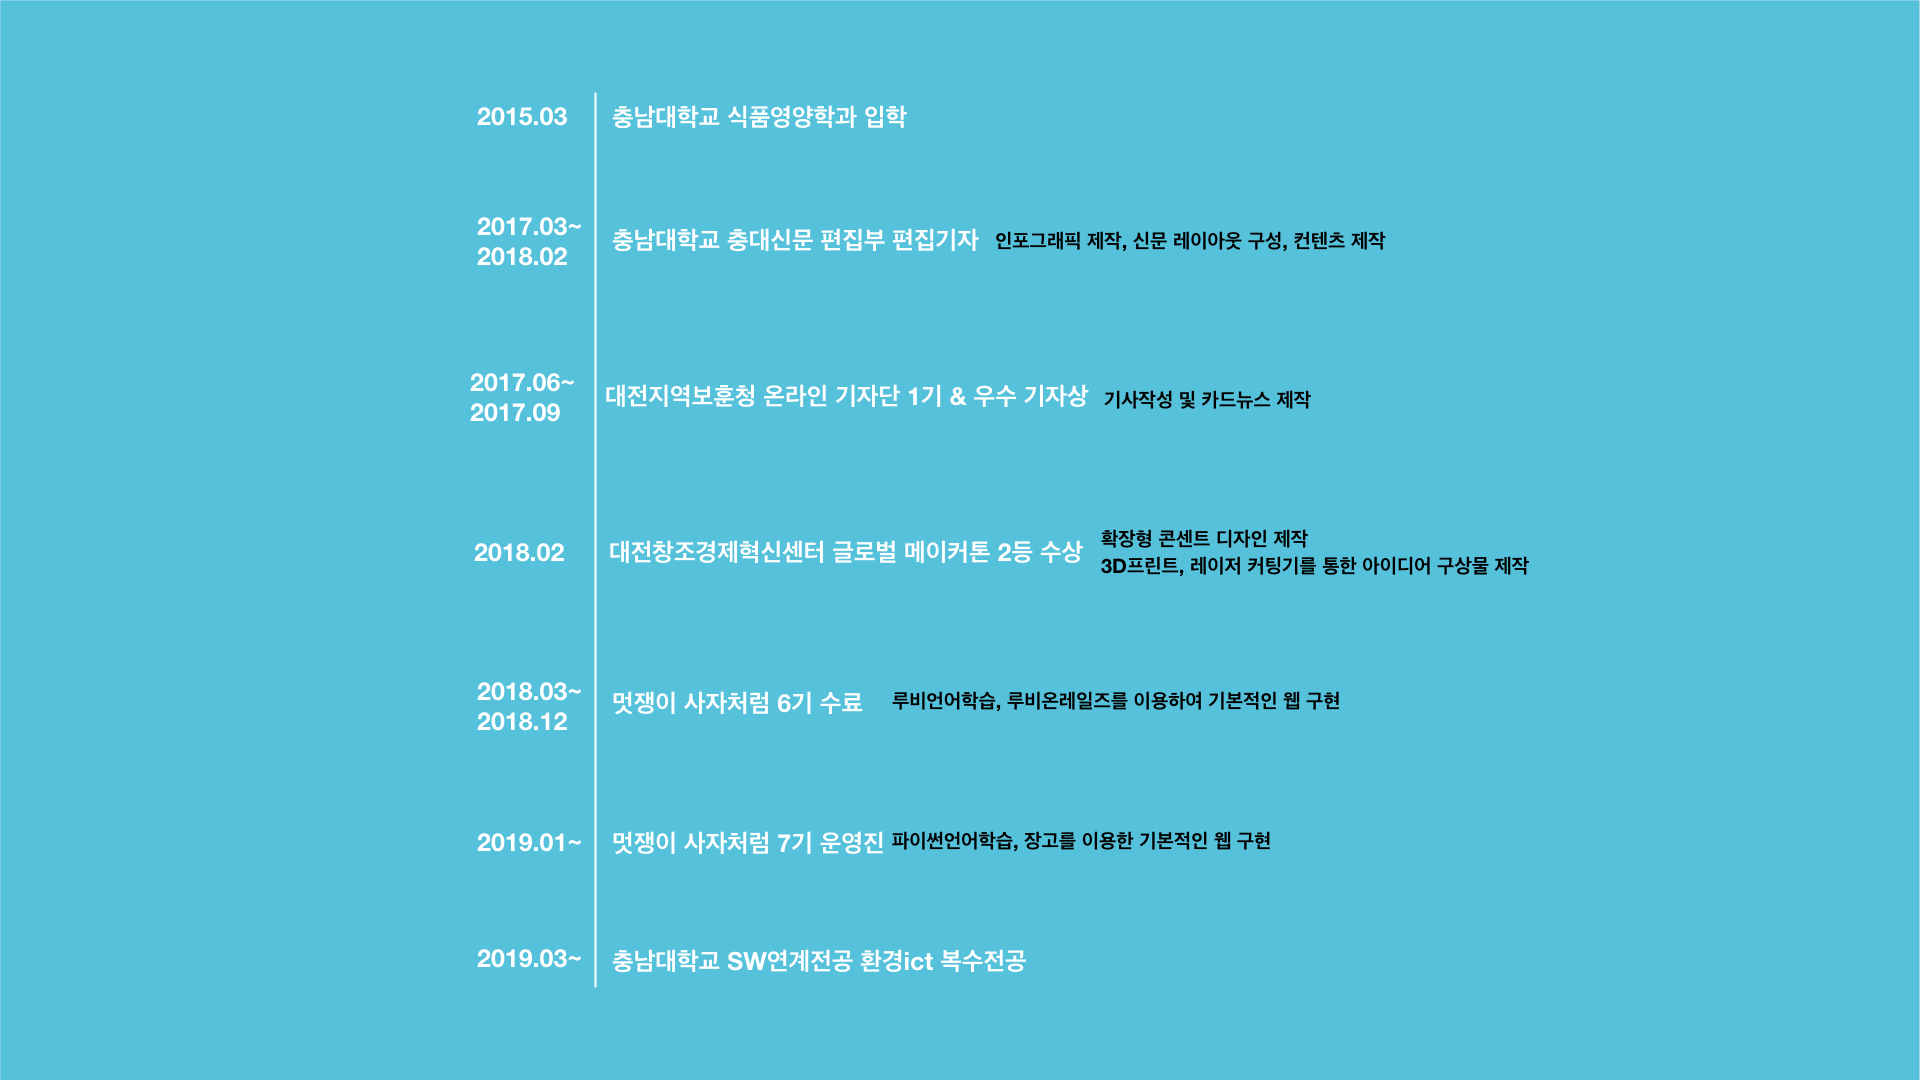 2015.03
충남대학교 식품영양학과 입학
2017.03~
2018.02
충남대학교 충대신문 편집부 편집기자
인포그래픽 제작, 신문 레이아웃 구성, 컨텐츠 제작
2017.06~
2017.09
대전지역보훈청 온라인 기자단 1기 & 우수 기자상
기사작성 및 카드뉴스 제작
2018.02
대전창조경제혁신센터 글로벌 메이커톤 2등 수상
확장형 콘센트 디자인 제작
3D프린트, 레이저 커팅기를 통한 아이디어 구상물 제작
2018.03~
2018.12
멋쟁이 사자처럼 6기 수료
루비언어학습, 루비온레일즈를 이용하여 기본적인 웹 구현
2019.01~
멋쟁이 사자처럼 7기 운영진
파이썬언어학습, 장고를 이용한 기본적인 웹 구현
2019.03~
충남대학교 SW연계전공 환경ict 복수전공